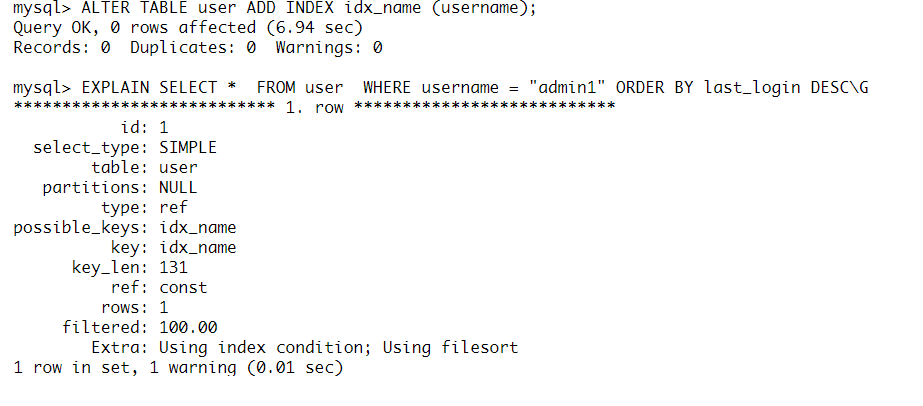 mysql> ALTER TABLE user ADD INDEX idx_name (username);
Query OK, 0 rows affected (6.94 sec)
Records: 0  Duplicates: 0  Warnings: 0
mysql> EXPLAIN SELECT *  FROM user  WHERE username = "admin1" ORDER BY last_login DESC\G
*************************** 1. row ***************************
           id: 1
  select_type: SIMPLE
        table: user
   partitions: NULL
         type: ref
possible_keys: idx_name
          key: idx_name
      key_len: 131
          ref: const
         rows: 1
     filtered: 100.00
        Extra: Using index condition; Using filesort
1 row in set, 1 warning (0.01 sec)